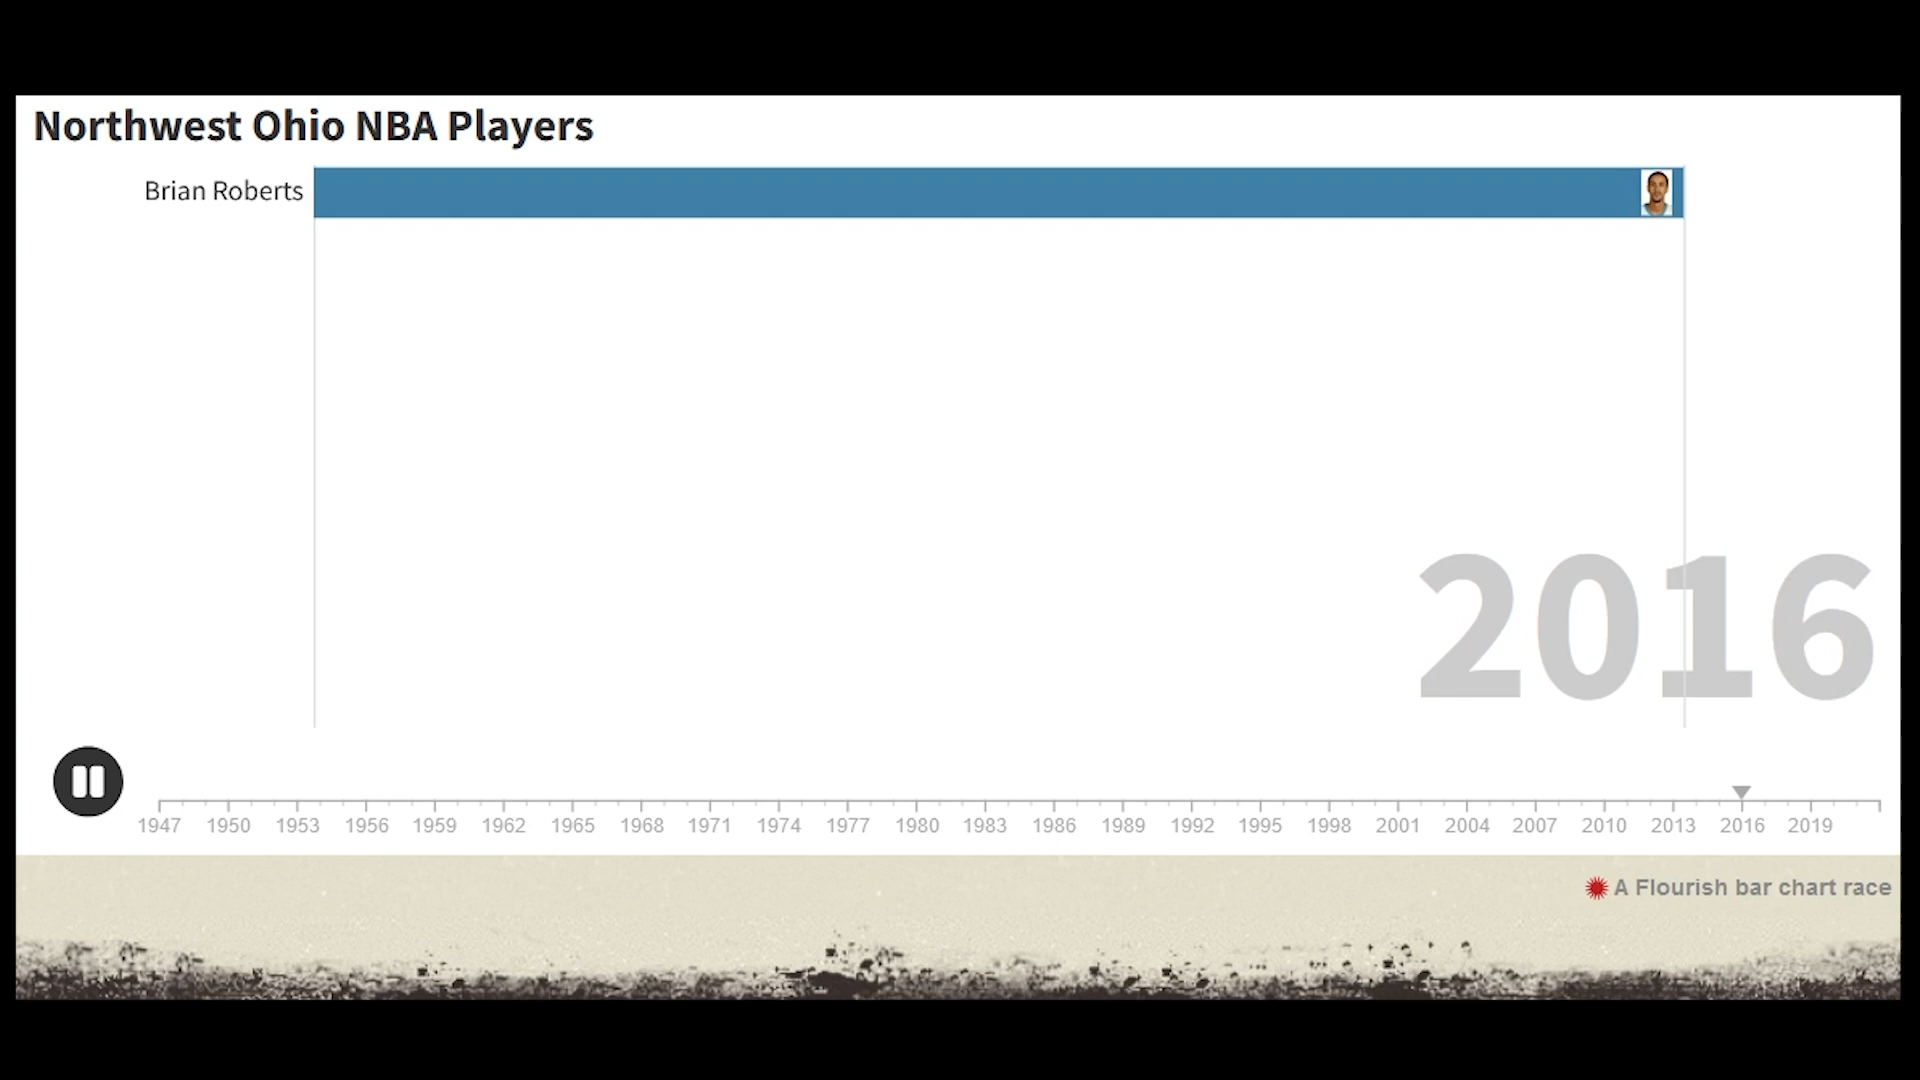 Northwest Ohio NBA Players
Brian Roberts
2016
1947 1950 1953 1956 1959 1962 1965 1968 1971 1974 1977 1980 1983 1986 1989 1992 1995 1998 2001 2004 2007 2010 2013 2016 2019
A Flourish bar chart race